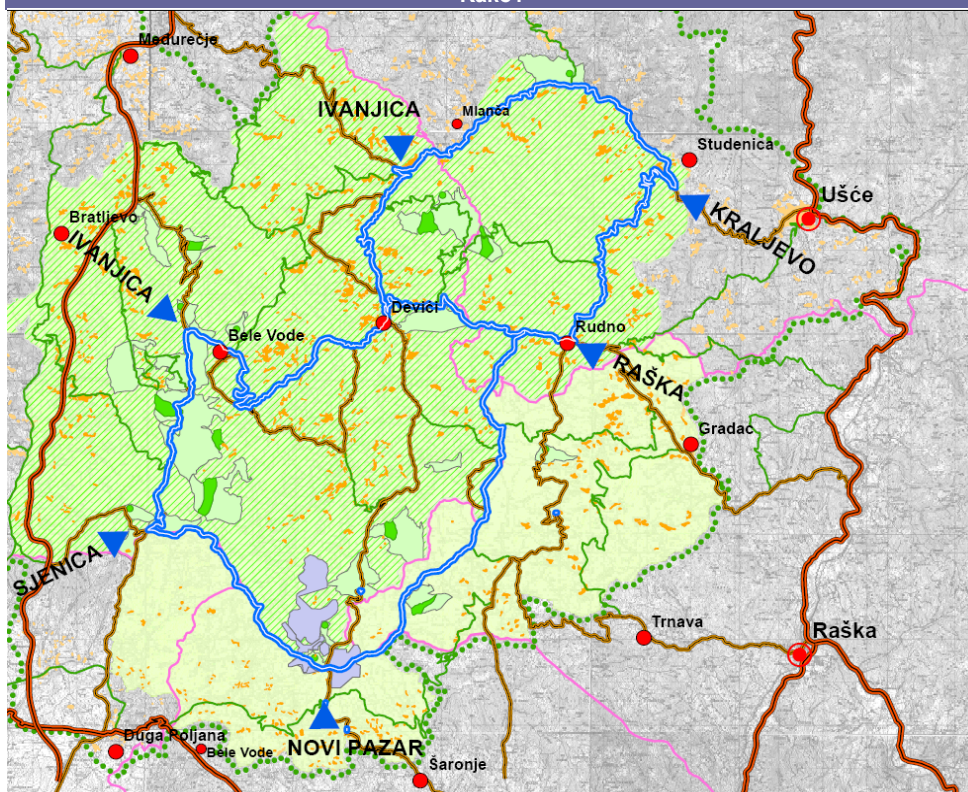 Međurečje
IVANJICA
Mlanča
Studenica
Ušće
KRALJEVO
Bratljevo
IVANJICA
Devići
Bele Vode
Rudno
RAŠKA
Gradac
SJENICA
Trnava
Raška
Duga Poljana
Bele Vode
NOVI PAZAR
Šaronje